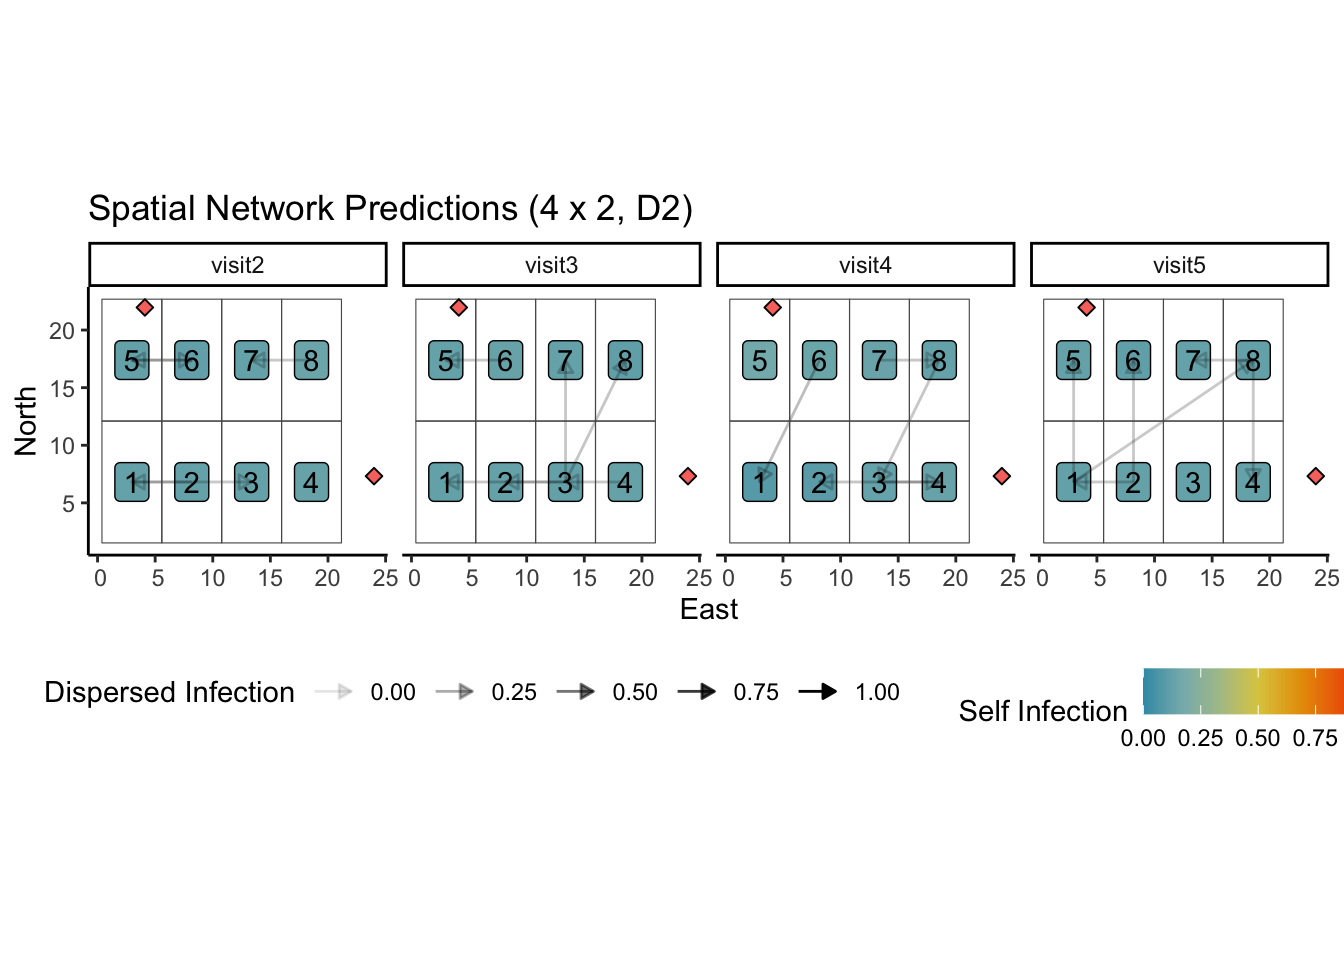 Spatial Network Predictions (4 x 2, D2)
visit2 visit3 visit4 visit5
North
20
15
10
5
5 6 7 8 5 6 7 8 5 6 7 8 5 6 7 8
1 2 3 4 1 2 3 4 1 2 3 4 1 2 3 4
0 5 10 15 20 25 0 5 10 15 20 25 0 5 10 15 20 25 0 5 10 15 20 25
East
Dispersed Infection 0.00 0.25 0.50 0.75 1.00
Self Infection
0.00 0.25 0.50 0.75